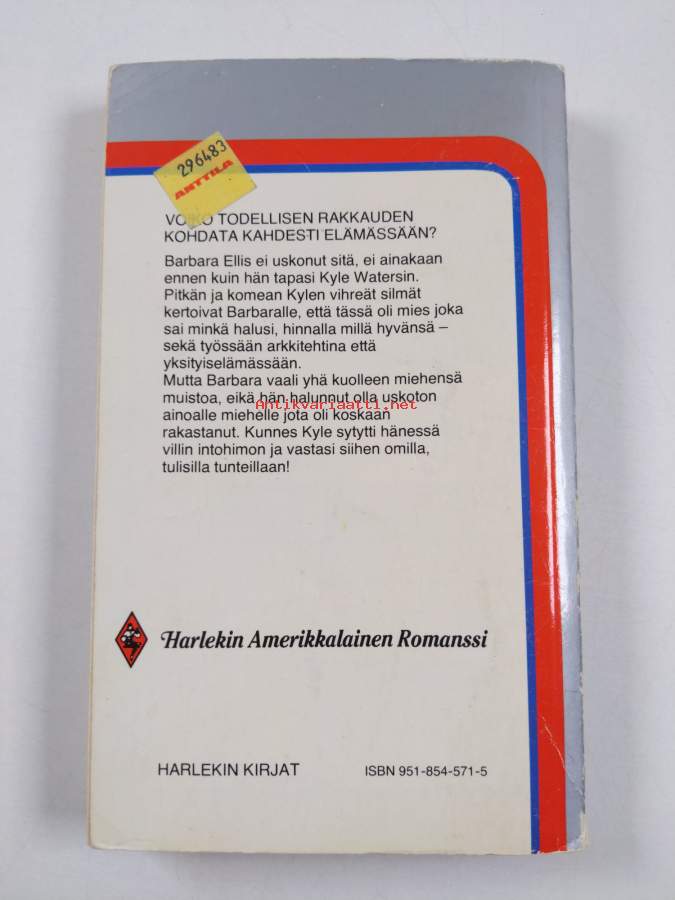 296483
ANTTILA
VOIKO TODELLISEN RAKKAUDEN
KOHDATA KAHDESTI ELÄMÄSSÄÄN?
Barbara Ellis ei uskonut sitä, ei ainakaan
ennen kuin hän tapasi Kyle Watersin.
Pitkän ja komean Kylen vihreät silmät
kertoivat Barbaralle, että tässä oli mies joka
sai minkä halusi, hinnalla millä hyvänsä –
sekä työssään arkkitehtina että
yksityiselämässään.
Mutta Barbara vaali yhä kuolleen miehensä
muistoa, eikä hän halunnut olla uskoton
Antikvariaatti.net
ainoalle miehelle jota oli koskaan
rakastanut. Kunnes Kyle sytytti hänessä
villin intohimon ja vastasi siihen omilla,
tulisilla tunteillaan!
Harlekin Amerikkalainen Romanssi
HARLEKIN KIRJAT ISBN 951-854-571-5